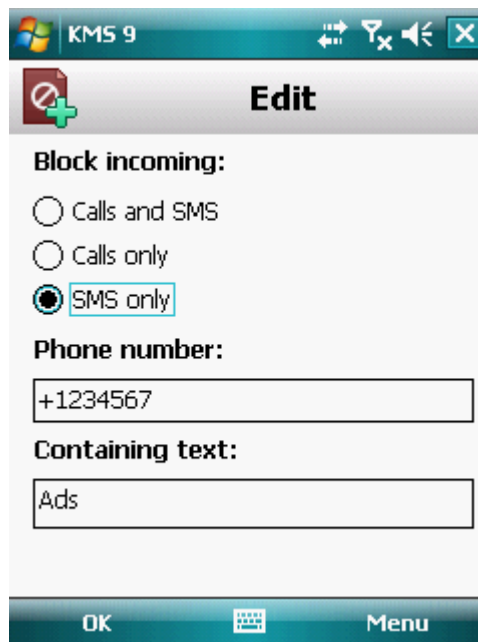 KMS 9
Edit
Block incoming:
Calls and SMS
Calls only
SMS only
Phone number:
+1234567
Containing text:
Ads
OK
Menu